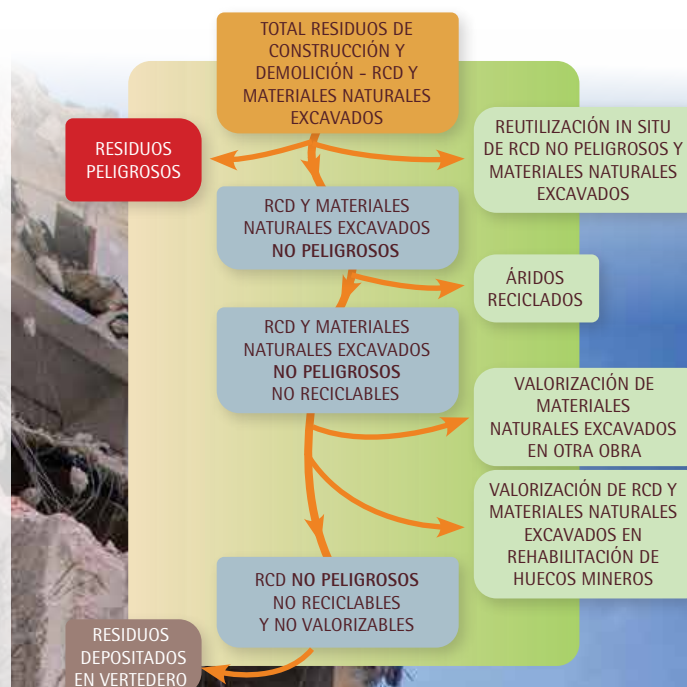 TOTAL RESIDUOS DE
CONSTRUCCIÓN Y
DEMOLICIÓN - RCD Y
MATERIALES NATURALES
EXCAVADOS
RESIDUOS
PELIGROSOS
REUTILIZACIÓN IN SITU
DE RCD NO PELIGROSOS Y
MATERIALES NATURALES
EXCAVADOS
RCD Y MATERIALES
NATURALES EXCAVADOS
NO PELIGROSOS
ÁRIDOS
RECICLADOS
RCD Y MATERIALES
NATURALES EXCAVADOS
NO PELIGROSOS
NO RECICLABLES
VALORIZACIÓN DE
MATERIALES
NATURALES EXCAVADOS
EN OTRA OBRA
VALORIZACIÓN DE RCD Y
MATERIALES NATURALES
EXCAVADOS EN
REHABILITACIÓN DE
HUECOS MINEROS
RCD NO PELIGROSOS
NO RECICLABLES
Y NO VALORIZABLES
RESIDUOS
DEPOSITADOS
EN VERTEDERO